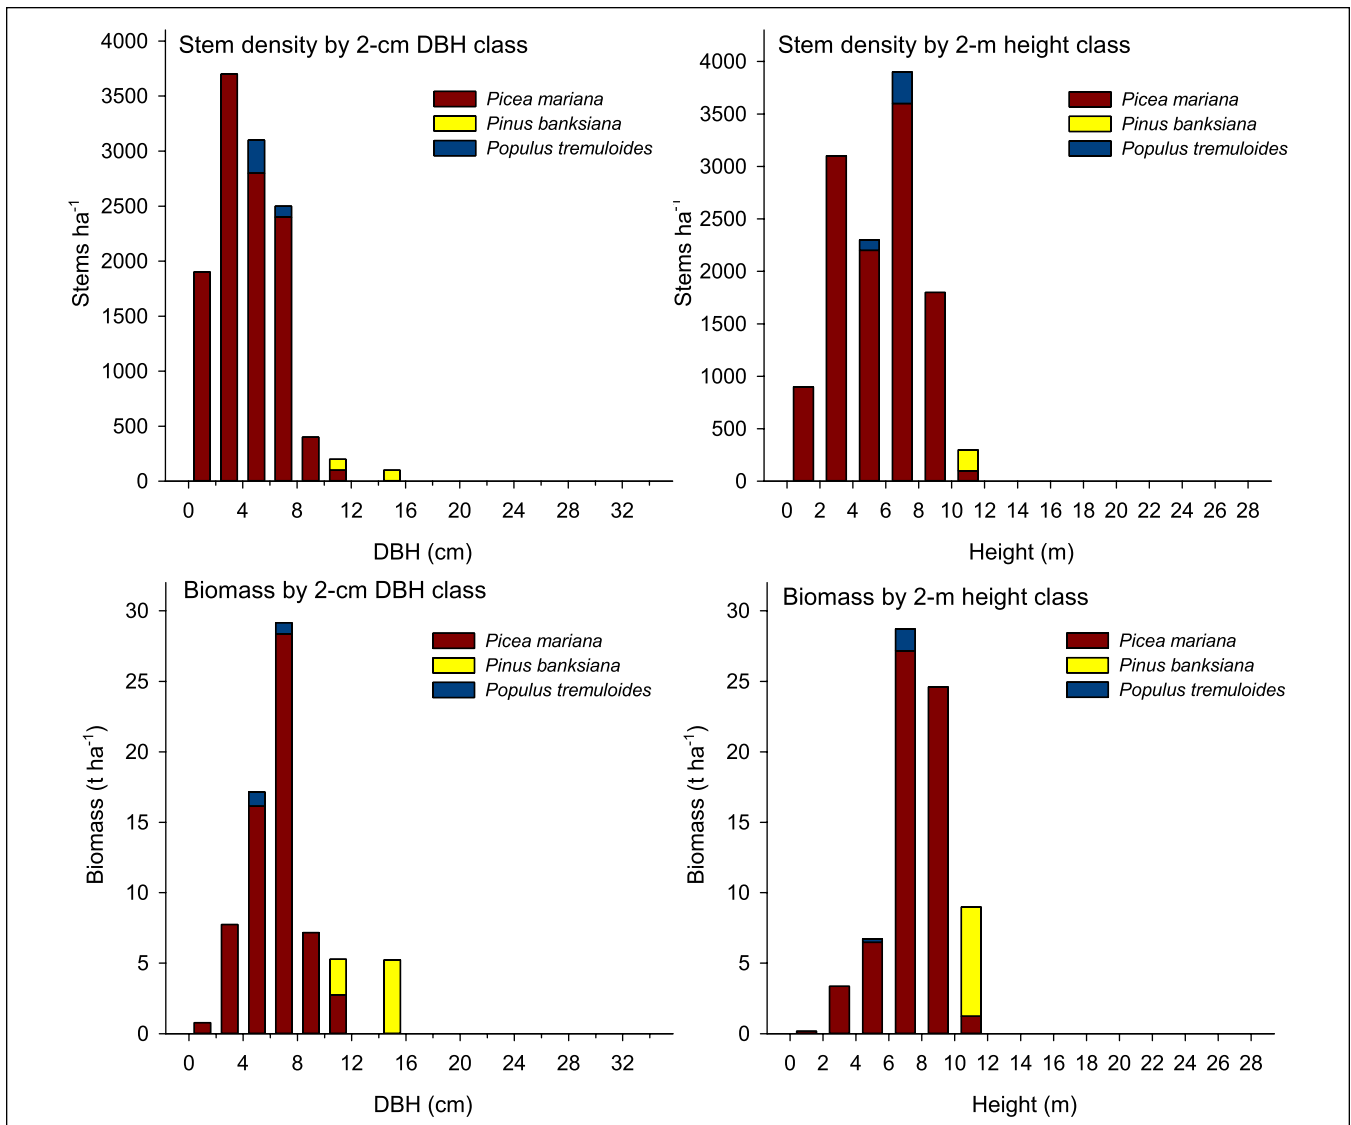 Stem density by 2-cm DBH class
4000
3500
3000
2500
2000
1500
1000
500
0
Stems ha⁻¹
Picea mariana
Pinus banksiana
Populus tremuloides
0 4 8 12 16 20 24 28 32
DBH (cm)
Stem density by 2-m height class
4000
3500
3000
2500
2000
1500
1000
500
0
Stems ha⁻¹
Picea mariana
Pinus banksiana
Populus tremuloides
0 2 4 6 8 10 12 14 16 18 20 22 24 26 28
Height (m)
Biomass by 2-cm DBH class
30
25
20
15
10
5
0
Biomass (t ha⁻¹)
Picea mariana
Pinus banksiana
Populus tremuloides
0 4 8 12 16 20 24 28 32
DBH (cm)
Biomass by 2-m height class
30
25
20
15
10
5
0
Biomass (t ha⁻¹)
Picea mariana
Pinus banksiana
Populus tremuloides
0 2 4 6 8 10 12 14 16 18 20 22 24 26 28
Height (m)